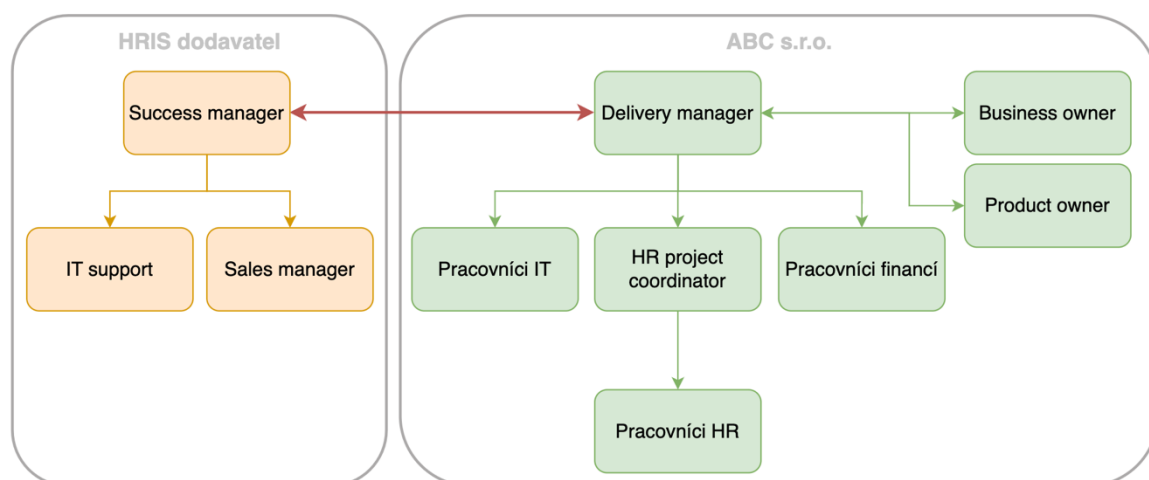 HRIS dodavatel
ABC s.r.o.
Success manager
Delivery manager
Business owner
Product owner
IT support
Sales manager
Pracovníci IT
HR project
coordinator
Pracovníci financí
Pracovníci HR